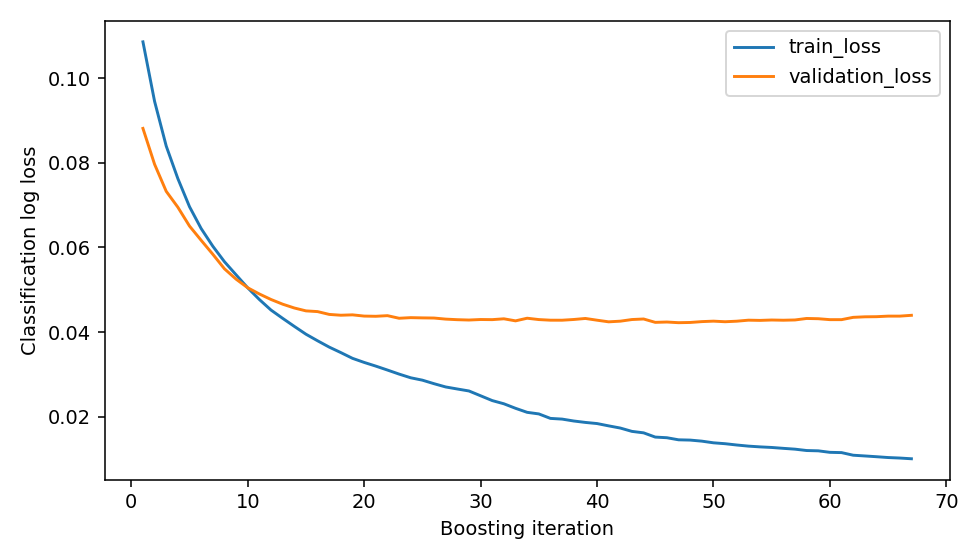 train_loss
validation_loss
0.10
0.08
0.06
0.04
0.02
Classification log loss
0 10 20 30 40 50 60 70
Boosting iteration